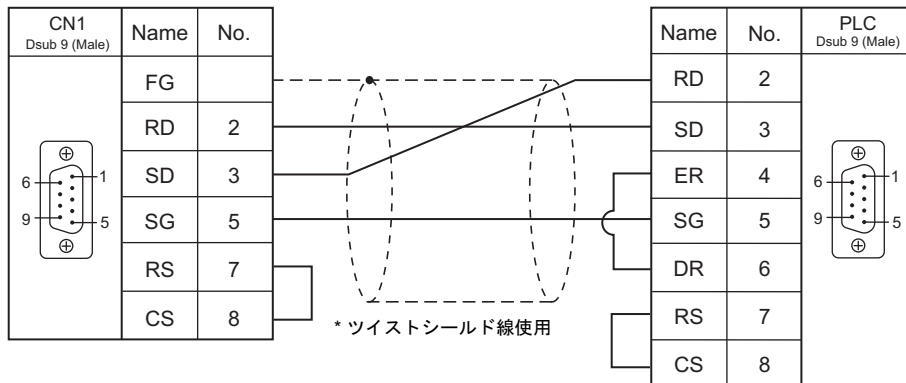 CN1
Dsub 9 (Male)
Name No.
FG
RD 2
SD 3
SG 5
RS 7
CS 8
6 1
9 5
* ツイストシールド線使用
Name No.
PLC
Dsub 9 (Male)
RD 2
SD 3
ER 4
SG 5
DR 6
RS 7
CS 8
6 1
9 5